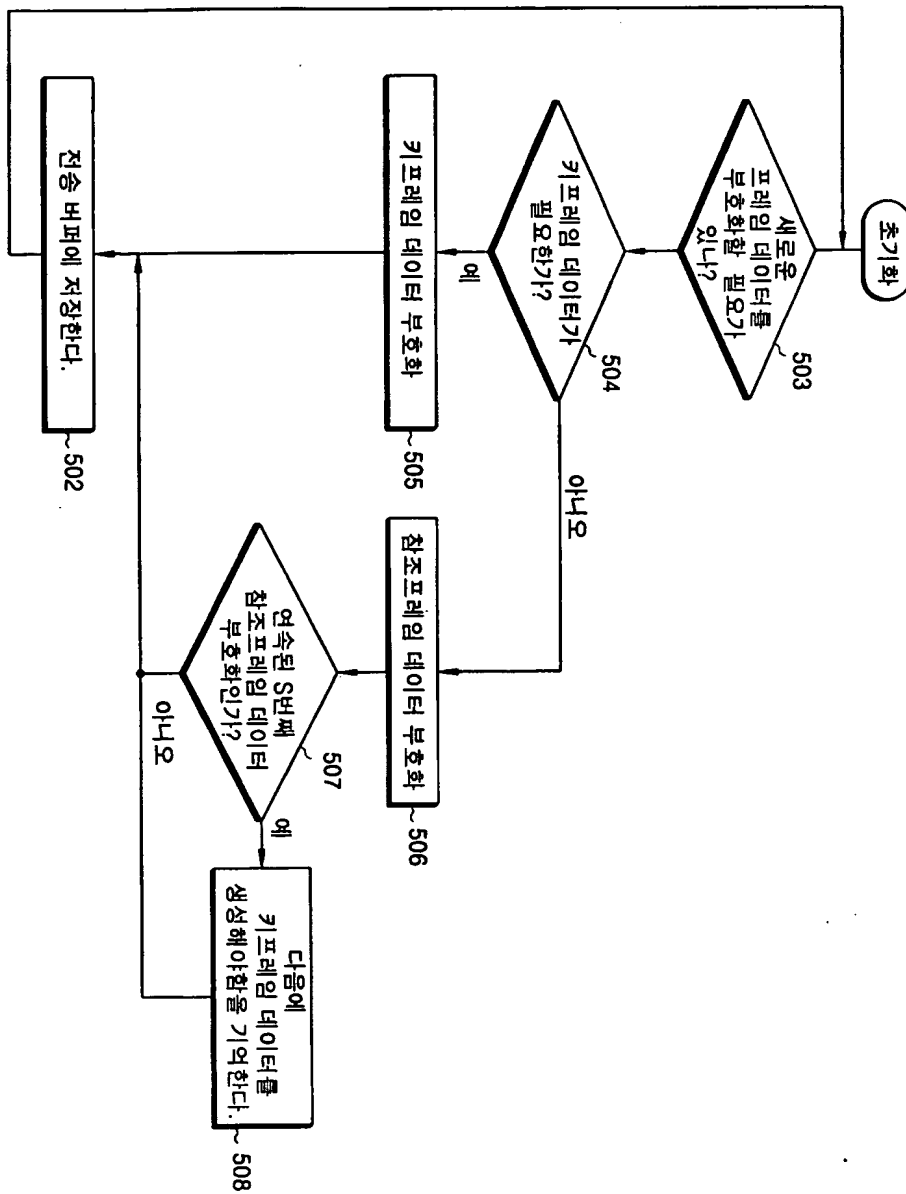 초기화
새로운
프레임 데이터를
부호화할 필요가
있나?
503
키프레임 데이터가
필요한가?
504
예
아니오
키프레임 데이터 부호화
505
참조프레임 데이터 부호화
506
연속된 S번째
참조프레임 데이터
부호화인가?
507
예
아니오
다음에
키프레임 데이터를
생성해야함을 기억한다.
508
전송 버퍼에 저장한다.
502